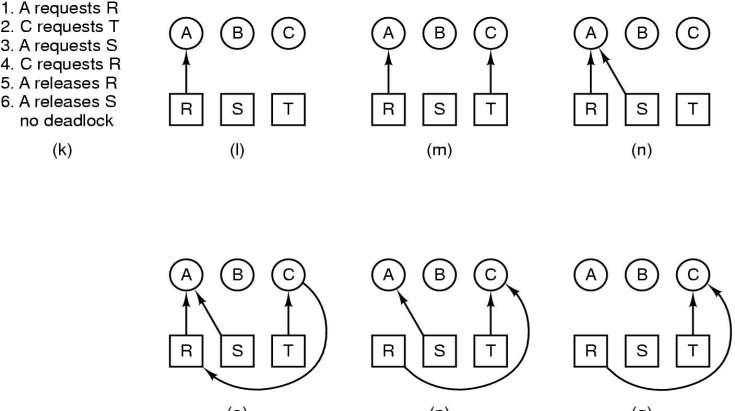 1. A requests R
2. C requests T
3. A requests S
4. C requests R
5. A releases R
6. A releases S
no deadlock
(k)
A B C
R S T
(l)
A B C
R S T
(m)
A B C
R S T
(n)
A B C
R S T
A B C
R S T
A B C
R S T